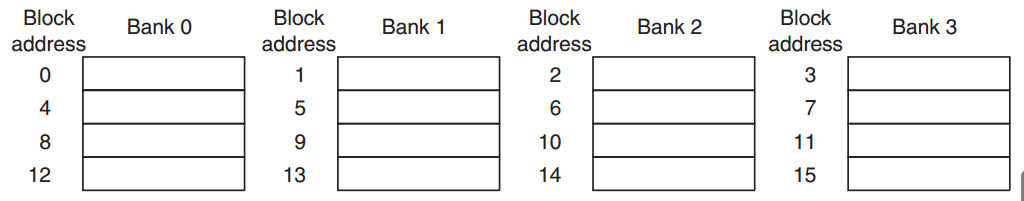 Block address Bank 0 Block address Bank 1 Block address Bank 2 Block address Bank 3
0 1 2 3
4 5 6 7
8 9 10 11
12 13 14 15